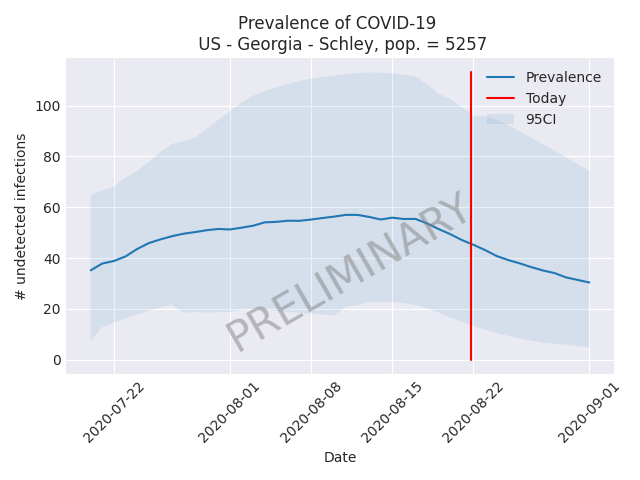 Prevalence of COVID-19
US - Georgia - Schley, pop. = 5257
Prevalence
Today
95CI
# undetected infections
100
80
60
40
20
0
PRELIMINARY
2020-07-22
2020-08-01
2020-08-08
2020-08-15
2020-08-22
2020-09-01
Date